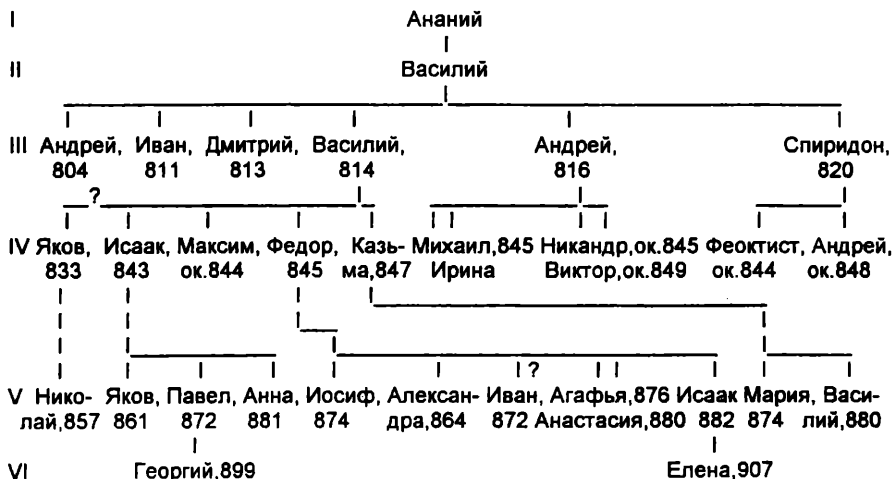 I Ананий
II Василий
III Андрей, Иван, Дмитрий, Василий, Андрей, Спиридон,
804 811 813 814 816 820
?
IV Яков, Исаак, Максим, Федор, Казь- Михаил,845 Никандр,ок.845 Феоктист, Андрей,
833 843 ок.844 845 ма,847 Ирина Виктор,ок.849 ок.844 ок.848
?
V Нико- Яков, Павел, Анна, Иосиф, Алексан- Иван, Агафья,876 Исаак Мария, Васи-
лай,857 861 872 881 874 дра,864 872 Анастасия,880 882 874 лий,880
VI Георгий,899 Елена,907